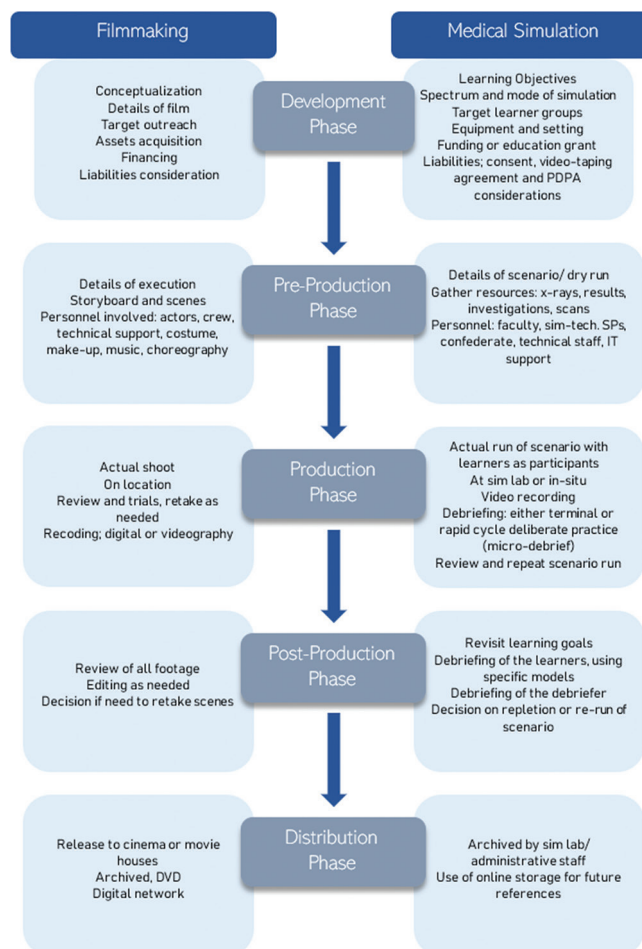 Filmmaking
Medical Simulation
Conceptualization
Details of film
Target outreach
Assets acquisition
Financing
Liabilities consideration
Development
Phase
Learning Objectives
Spectrum and mode of simulation
Target learner groups
Equipment and setting
Funding or education grant
Liabilities; consent, video-taping
agreement and PDPA
considerations
Details of execution
Storyboard and scenes
Personnel involved: actors, crew,
technical support, costume,
make-up, music, choreography
Pre-Production
Phase
Details of scenario/ dry run
Gather resources: x-rays, results,
investigations, scans
Personnel: faculty, sim-tech. SPs,
confederate, technical staff, IT
support
Actual shoot
On location
Review and trials, retake as
needed
Recoding; digital or videography
Production
Phase
Actual run of scenario with
learners as participants
At sim lab or in-situ
Video recording
Debriefing: either terminal or
rapid cycle deliberate practice
(micro-debrief)
Review and repeat scenario run
Review of all footage
Editing as needed
Decision if need to retake scenes
Post-Production
Phase
Revisit learning goals
Debriefing of the learners, using
specific models
Debriefing of the debriefer
Decision on repletion or re-run of
scenario
Release to cinema or movie
houses
Archived, DVD
Digital network
Distribution
Phase
Archived by sim lab/
administrative staff
Use of online storage for future
references